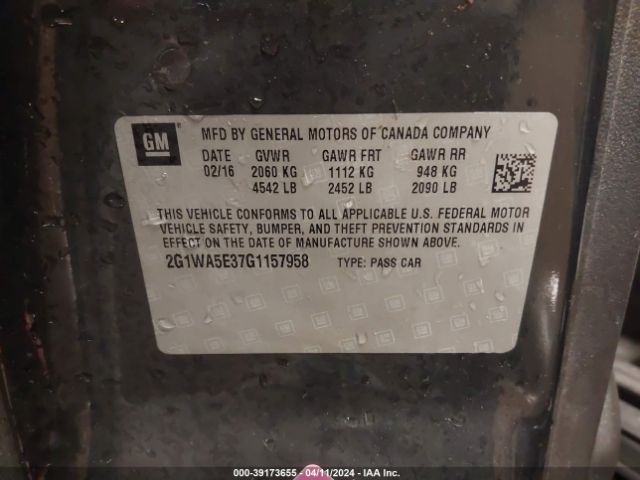 GM
MFD BY GENERAL MOTORS OF CANADA COMPANY
DATE GVWR GAWR FRT GAWR RR
02/16 2060 KG 1112 KG 948 KG
4542 LB 2452 LB 2090 LB
THIS VEHICLE CONFORMS TO ALL APPLICABLE U.S. FEDERAL MOTOR
VEHICLE SAFETY, BUMPER, AND THEFT PREVENTION STANDARDS IN
EFFECT ON THE DATE OF MANUFACTURE SHOWN ABOVE.
2G1WA5E37G1157958 TYPE: PASS CAR
000-39173655 - 04/11/2024 - IAA Inc.